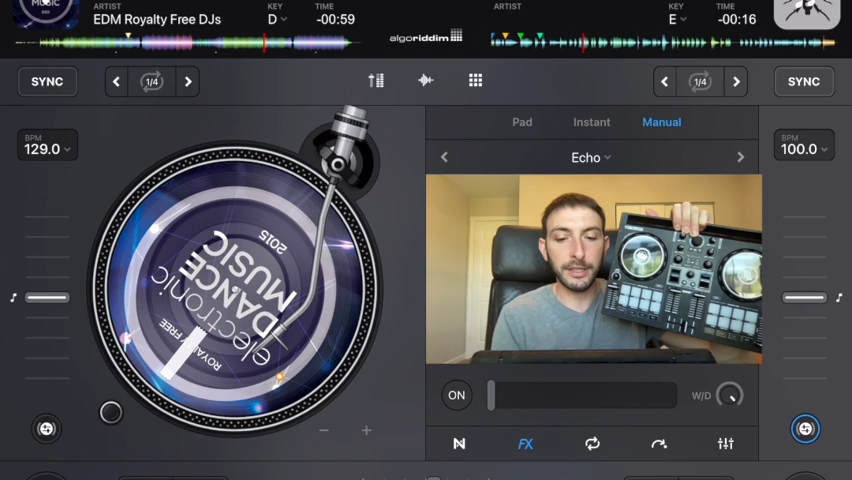 MUSIC
ARTIST
EDM Royalty Free DJs
KEY
D
TIME
-00:59
algoriddim
ARTIST
KEY
E
TIME
-00:16
SYNC
1/4
1/4
SYNC
BPM
129.0
Pad
Instant
Manual
BPM
100.0
Echo
2015
electronic
DANCE
MUSIC
ROYALTY FREE
ON
W/D
FX